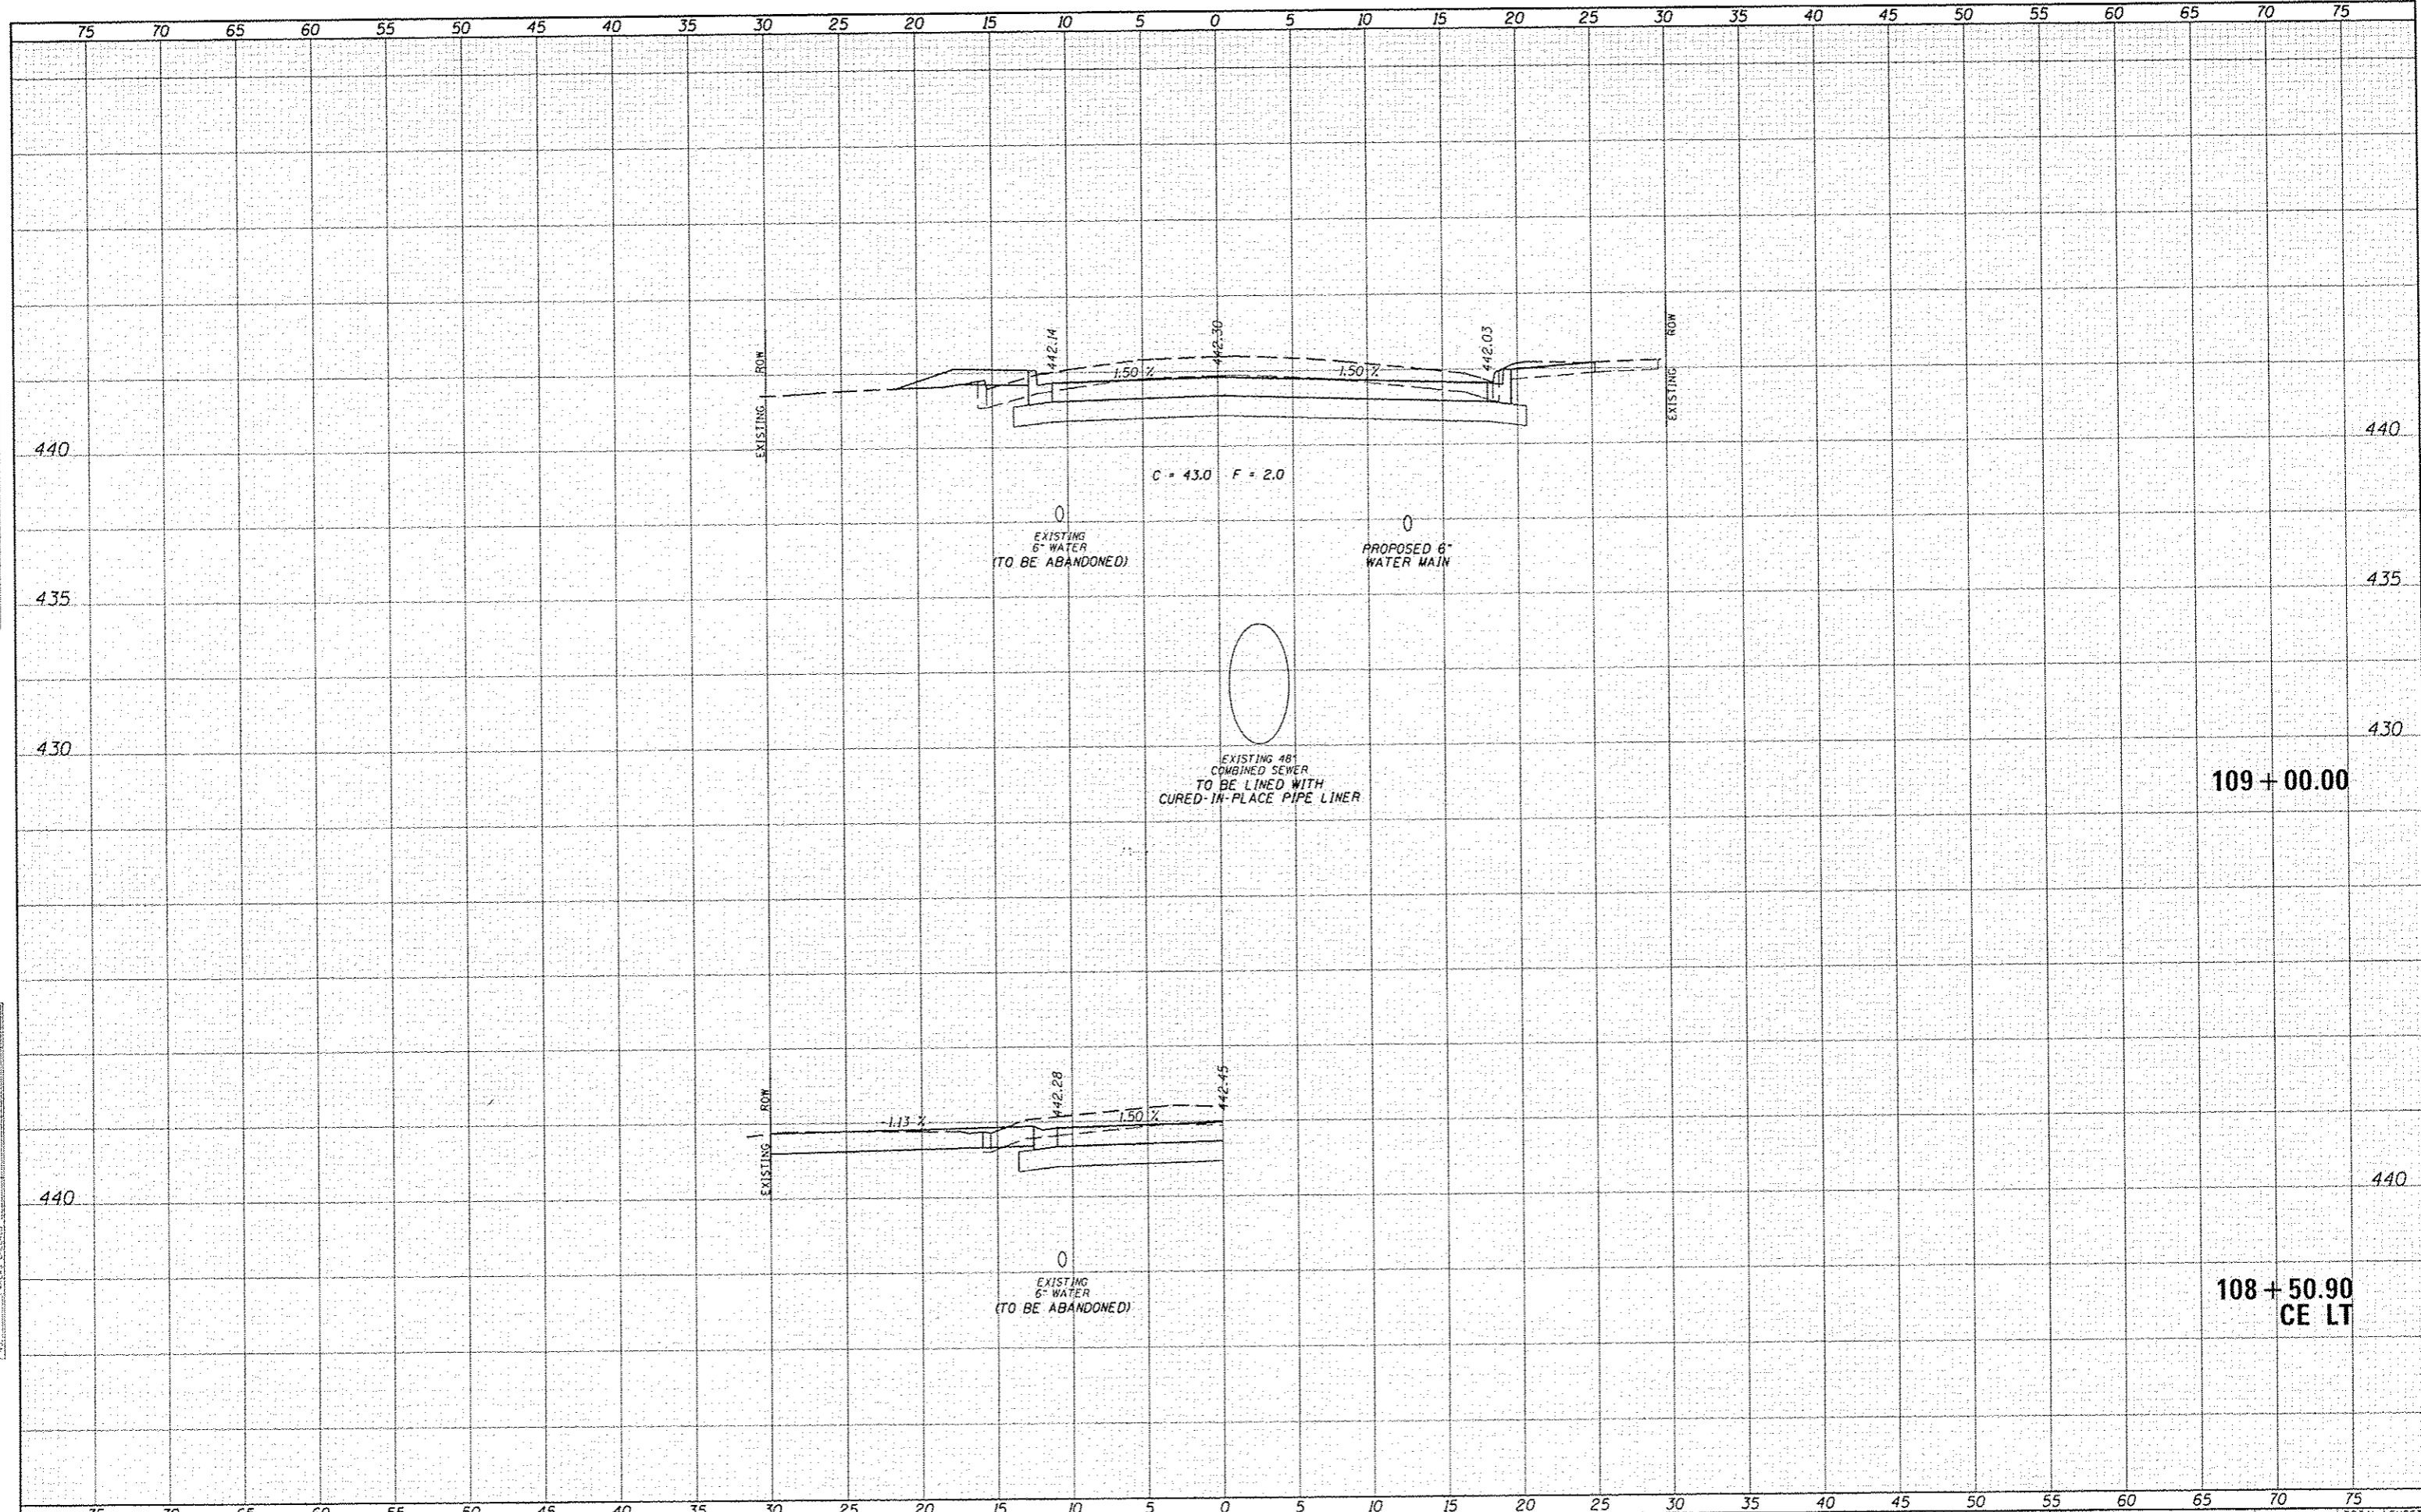 75 70 65 60 55 50 45 40 35 30 25 20 15 10 5 0 5 10 15 20 25 30 35 40 45 50 55 60 65 70 75
EXISTING ROW
442.14
442.30
442.03
EXISTING ROW
1.50 %
1.50 %
440
440
C = 43.0 F = 2.0
EXISTING
6" WATER
(TO BE ABANDONED)
PROPOSED 6"
WATER MAIN
435
435
430
430
EXISTING 48"
COMBINED SEWER
TO BE LINED WITH
CURED-IN-PLACE PIPE LINER
109 + 00.00
EXISTING ROW
442.28
442.45
1.13 %
1.50 %
440
440
EXISTING
6" WATER
(TO BE ABANDONED)
108 + 50.90
CE LT
75 70 65 60 55 50 45 40 35 30 25 20 15 10 5 0 5 10 15 20 25 30 35 40 45 50 55 60 65 70 75